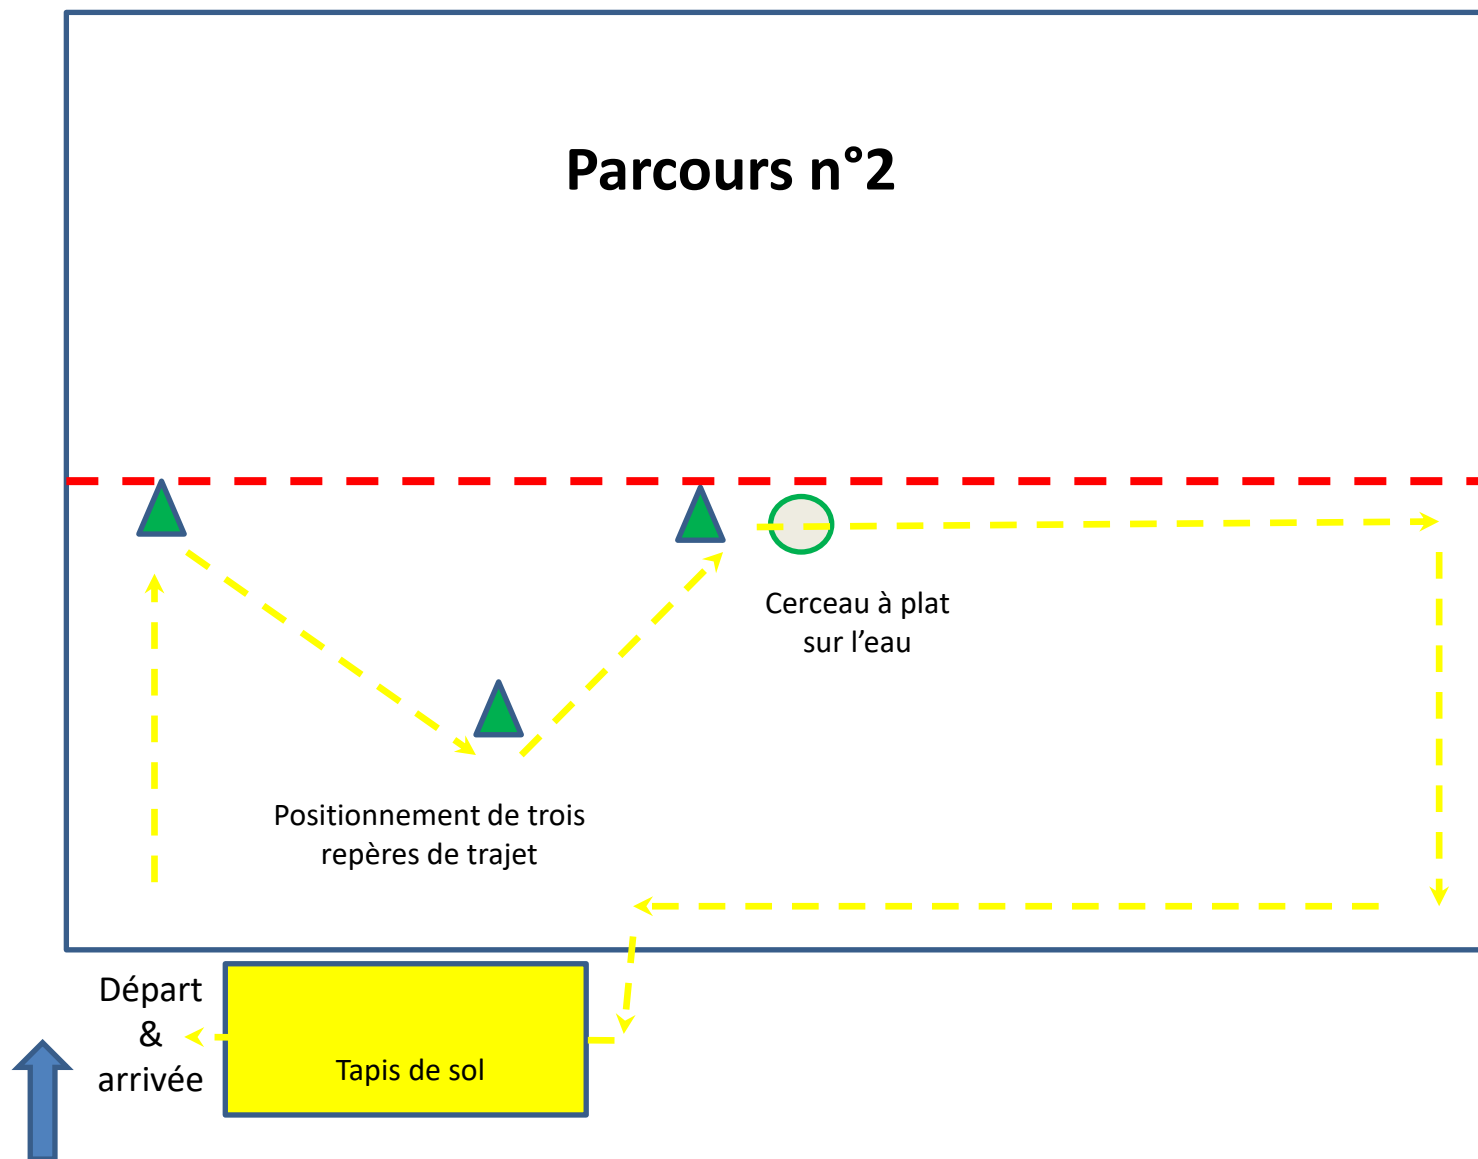 Parcours n°2
Cerceau à plat
sur l’eau
Positionnement de trois
repères de trajet
Départ
&
arrivée
Tapis de sol